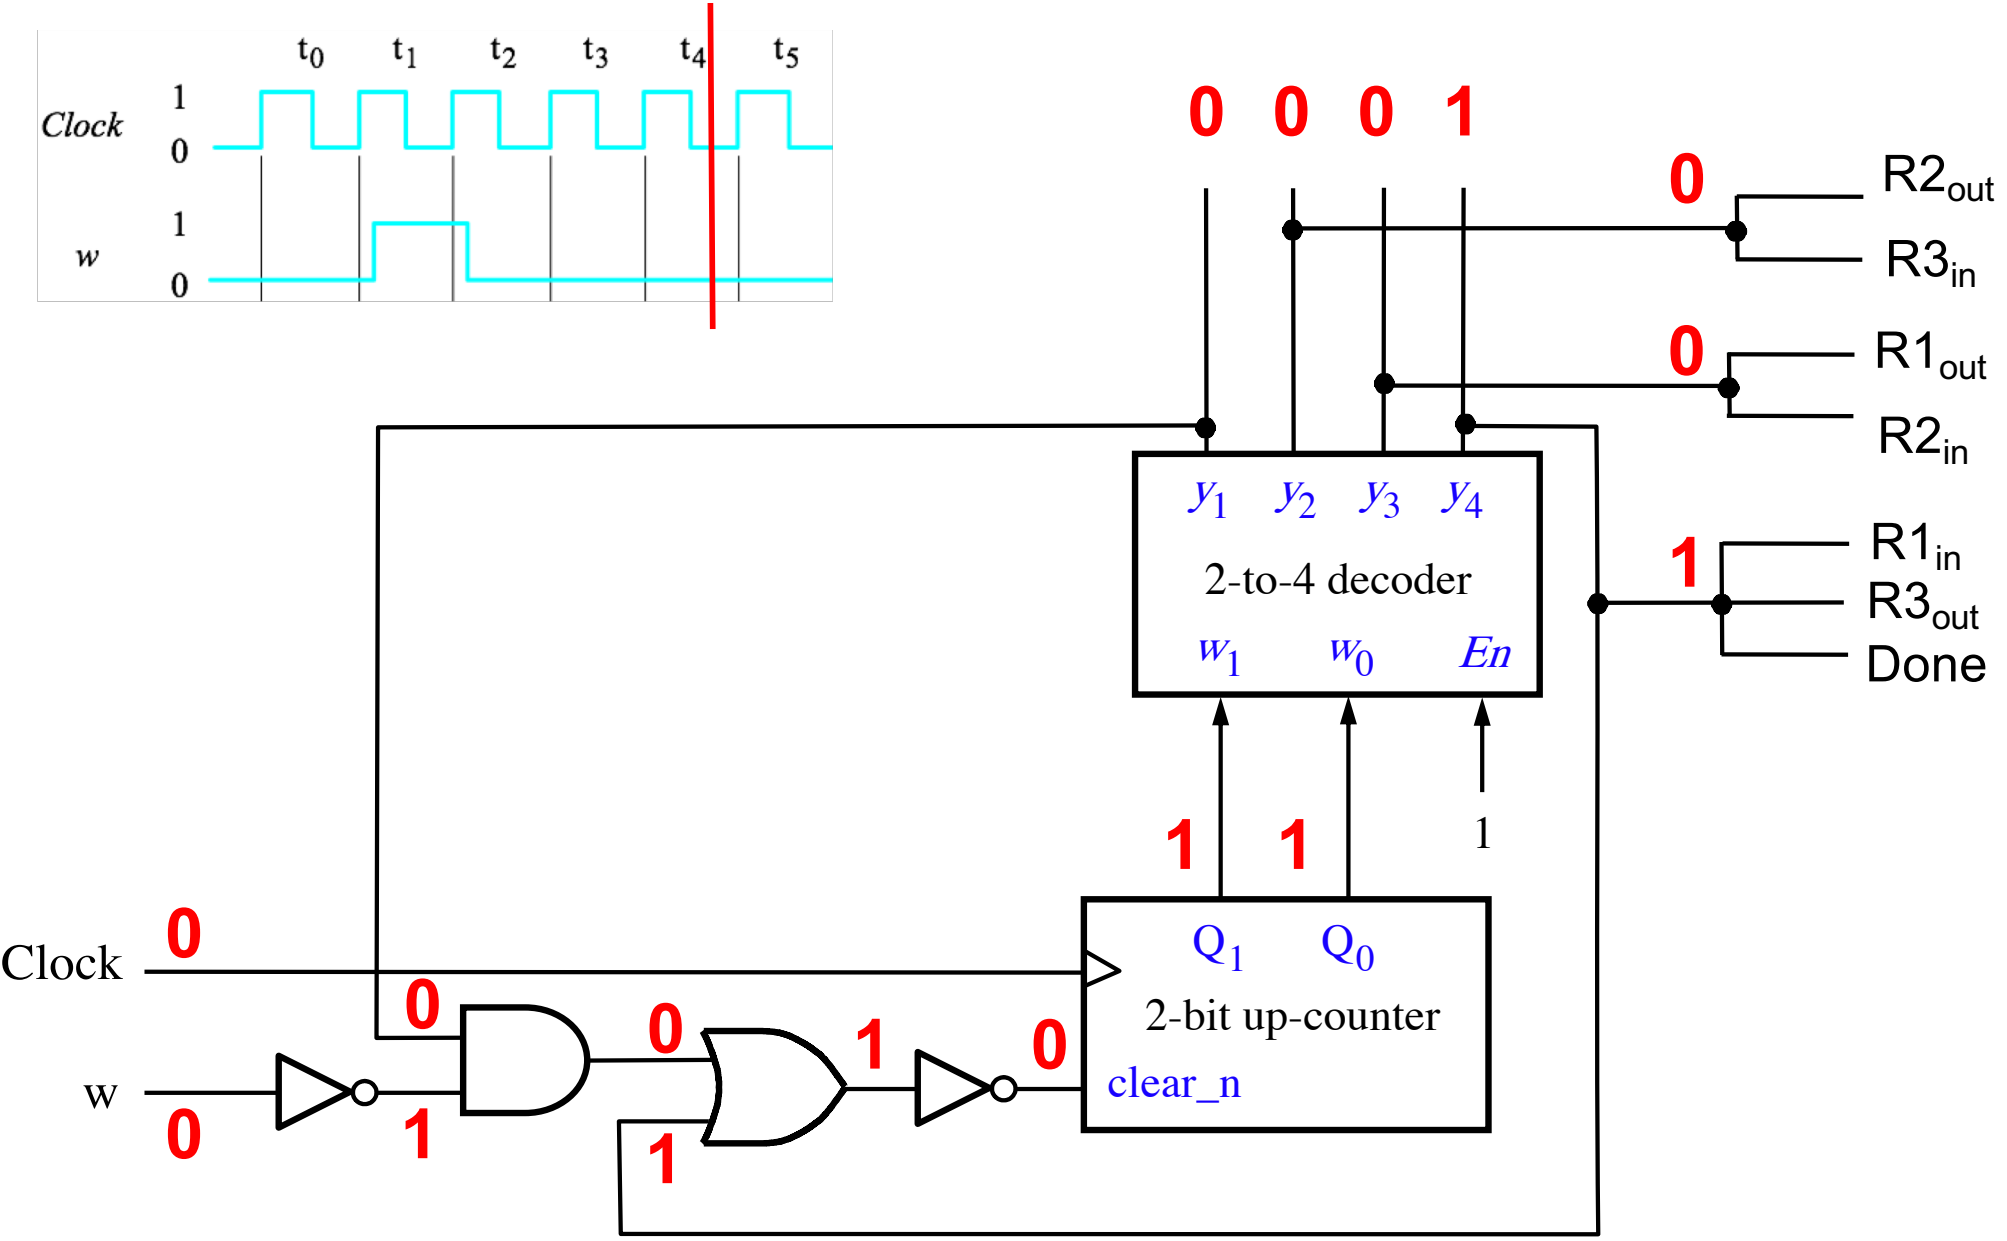 t0 t1 t2 t3 t4 t5
1
Clock
0
1
w
0
0 0 0 1
0
R2out
R3in
0
R1out
R2in
y1 y2 y3 y4
2-to-4 decoder
w1 w0 En
1
R1in
R3out
Done
1 1
1
0
Clock
Q1 Q0
2-bit up-counter
clear_n
0
0
1
0
w
0
1
1